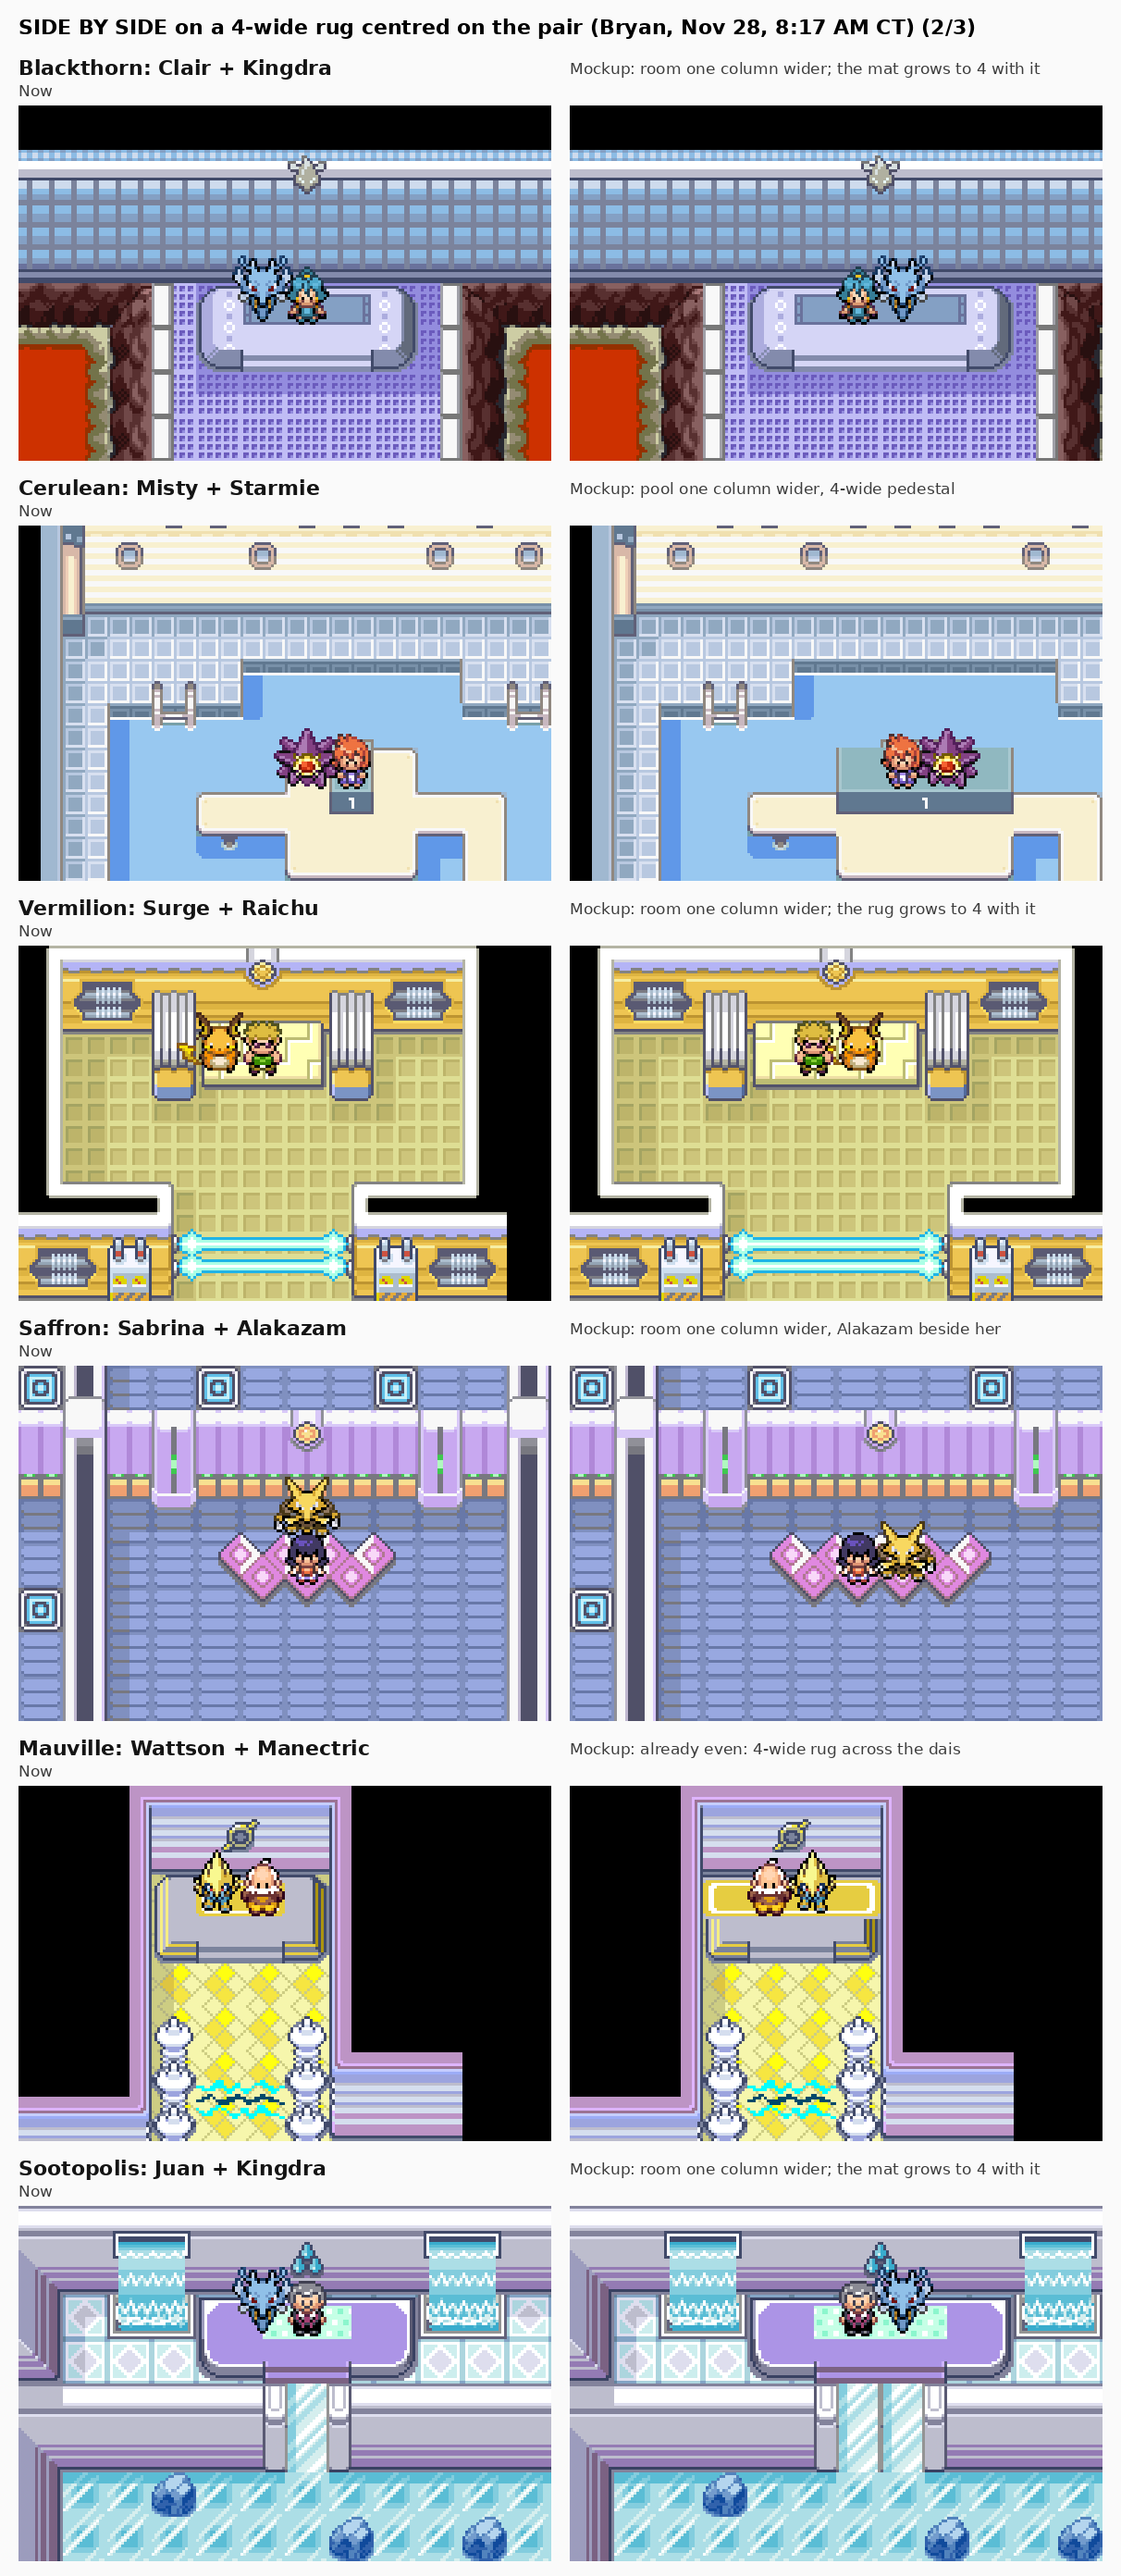 SIDE BY SIDE on a 4-wide rug centred on the pair (Bryan, Nov 28, 8:17 AM CT) (2/3)
Blackthorn: Clair + Kingdra
Mockup: room one column wider; the mat grows to 4 with it
Now
Cerulean: Misty + Starmie
Mockup: pool one column wider, 4-wide pedestal
Now
1
1
Vermilion: Surge + Raichu
Mockup: room one column wider; the rug grows to 4 with it
Now
Saffron: Sabrina + Alakazam
Mockup: room one column wider, Alakazam beside her
Now
Mauville: Wattson + Manectric
Mockup: already even: 4-wide rug across the dais
Now
Sootopolis: Juan + Kingdra
Mockup: room one column wider; the mat grows to 4 with it
Now